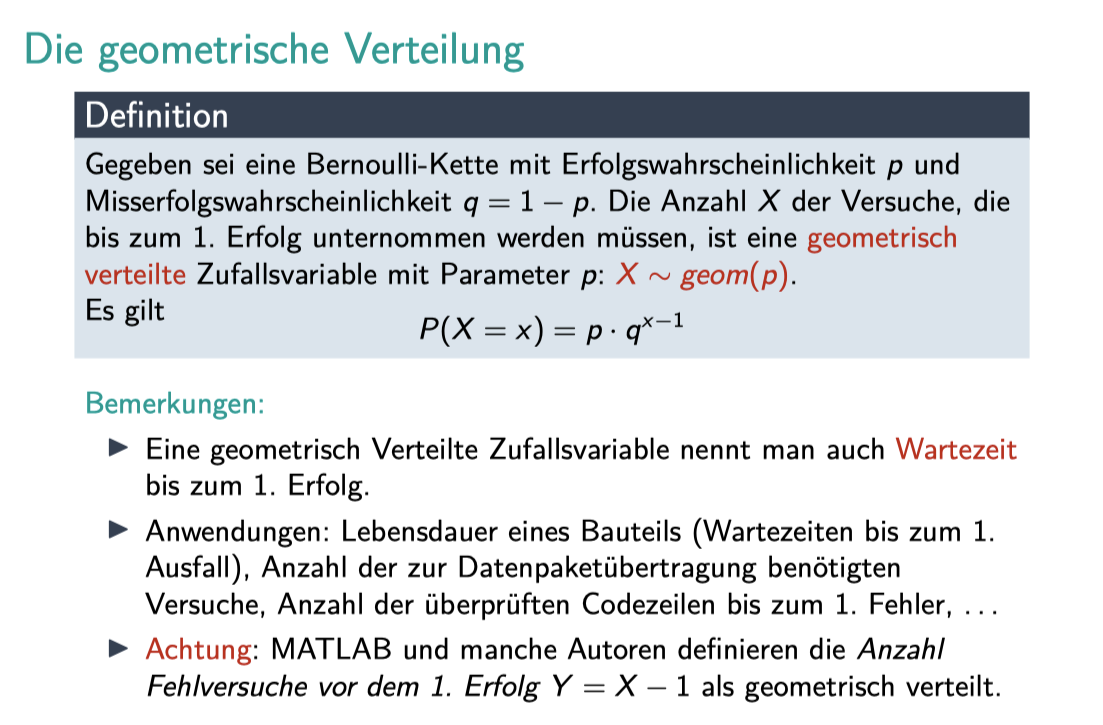 Die geometrische Verteilung
Definition
Gegeben sei eine Bernoulli-Kette mit Erfolgswahrscheinlichkeit p und
Misserfolgswahrscheinlichkeit q = 1 − p. Die Anzahl X der Versuche, die
bis zum 1. Erfolg unternommen werden müssen, ist eine geometrisch
verteilte Zufallsvariable mit Parameter p: X ∼ geom(p).
Es gilt
P(X = x) = p · q^{x−1}
Bemerkungen:
▶ Eine geometrisch Verteilte Zufallsvariable nennt man auch Wartezeit
bis zum 1. Erfolg.
▶ Anwendungen: Lebensdauer eines Bauteils (Wartezeiten bis zum 1.
Ausfall), Anzahl der zur Datenpaketübertragung benötigten
Versuche, Anzahl der überprüften Codezeilen bis zum 1. Fehler, ...
▶ Achtung: MATLAB und manche Autoren definieren die Anzahl
Fehlversuche vor dem 1. Erfolg Y = X − 1 als geometrisch verteilt.